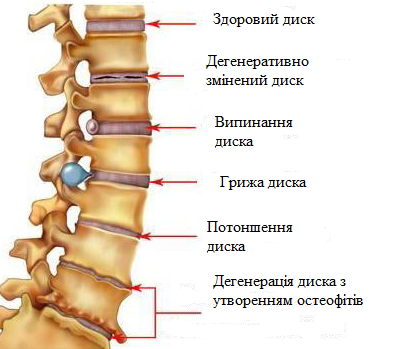 Здоровий диск
Дегенеративно
змінений диск
Випинання
диска
Грижа диска
Потоншення
диска
Дегенерація диска з
утворенням остеофітів